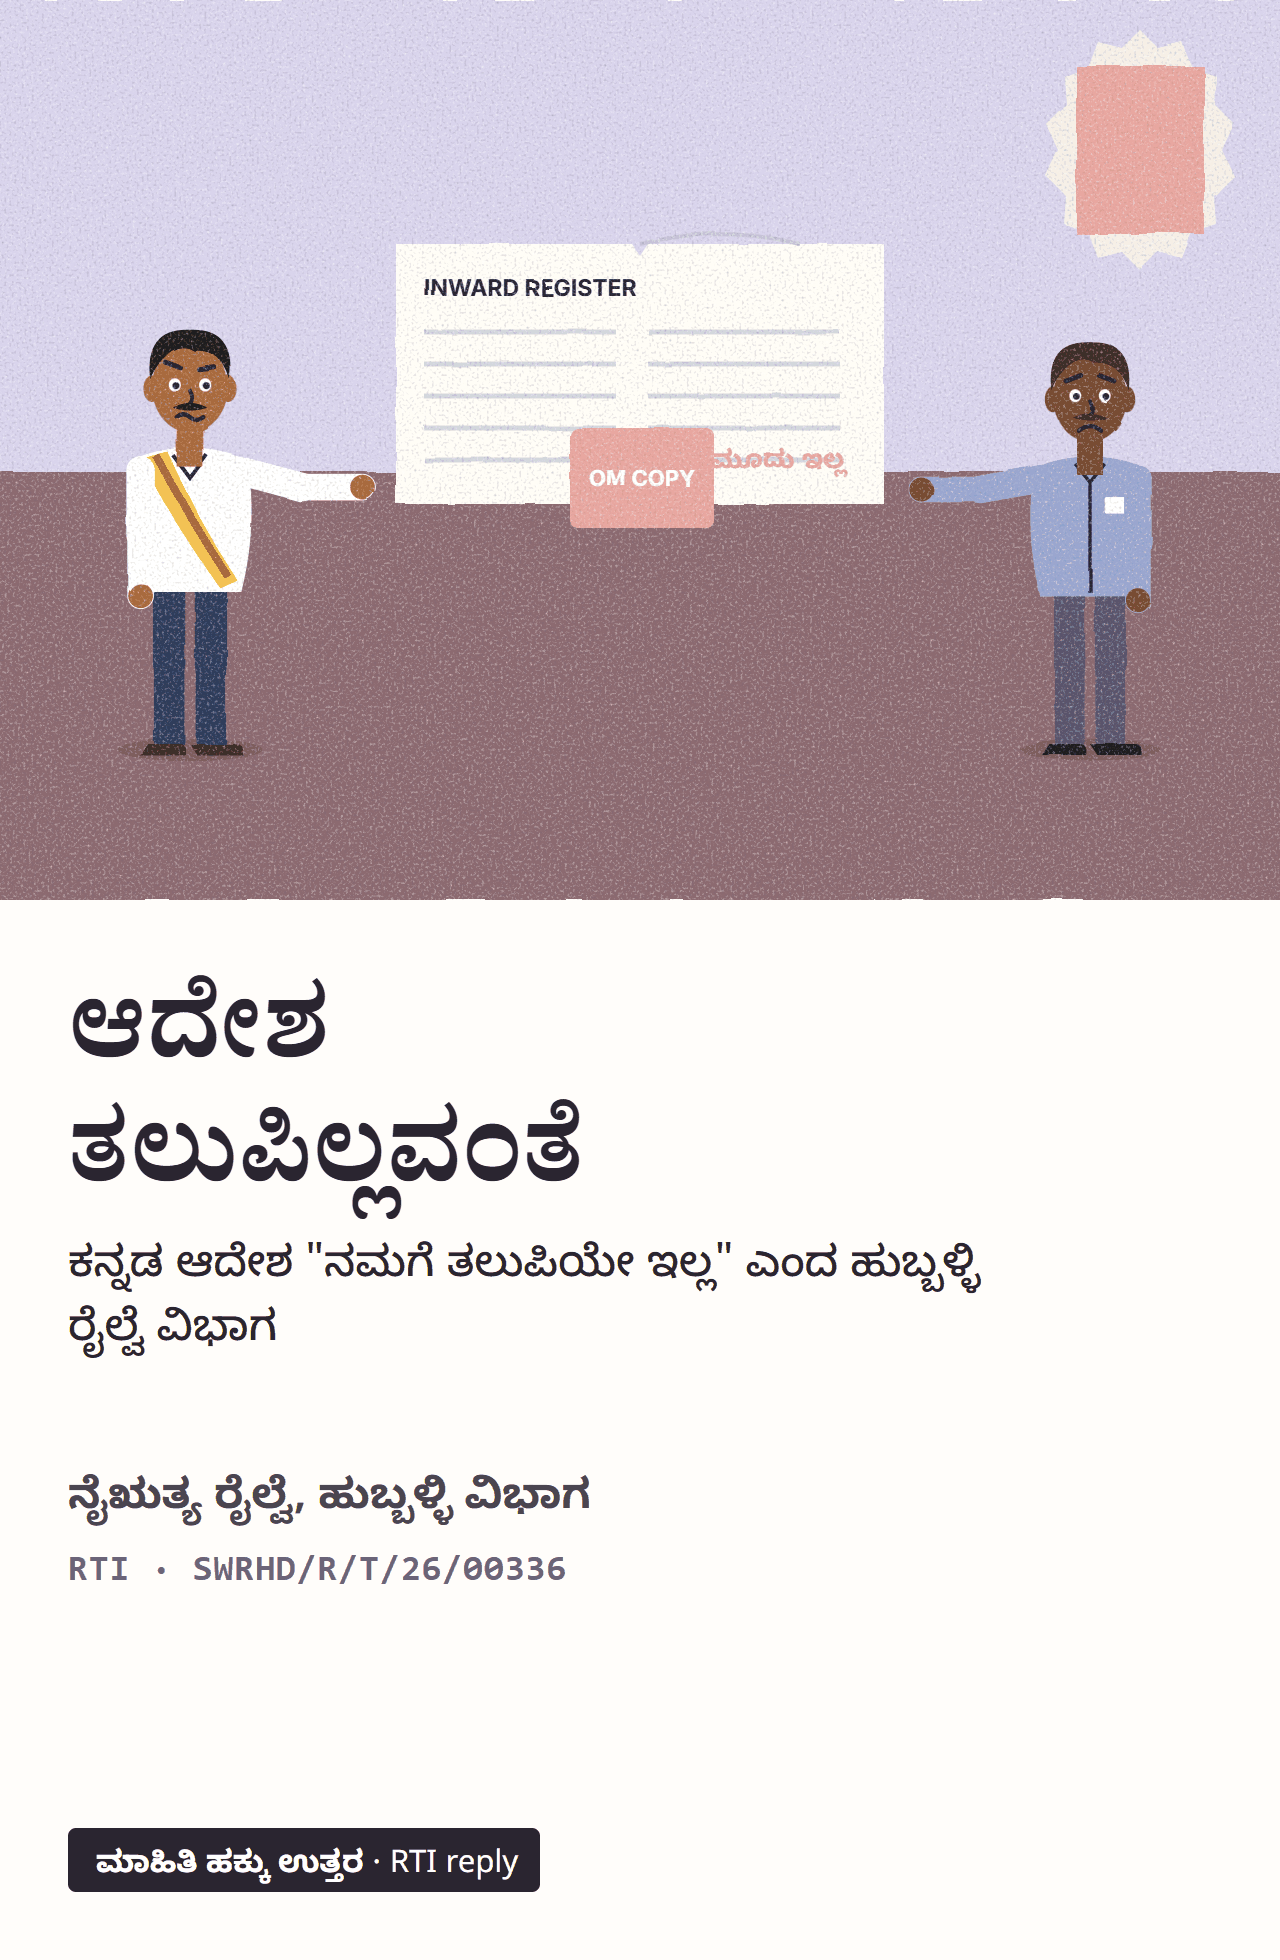 INWARD REGISTER
OM COPY
ಇಲ್ಲ
ಆದೇಶ
ತಲುಪಿಲ್ಲವಂತೆ
ಕನ್ನಡ ಆದೇಶ "ನಮಗೆ ತಲುಪಿಯೇ ಇಲ್ಲ" ಎಂದ ಹುಬ್ಬಳ್ಳಿ
ರೈಲ್ವೆ ವಿಭಾಗ
ನೈಋತ್ಯ ರೈಲ್ವೆ, ಹುಬ್ಬಳ್ಳಿ ವಿಭಾಗ
RTI · SWRHD/R/T/26/00336
ಮಾಹಿತಿ ಹಕ್ಕು ಉತ್ತರ · RTI reply